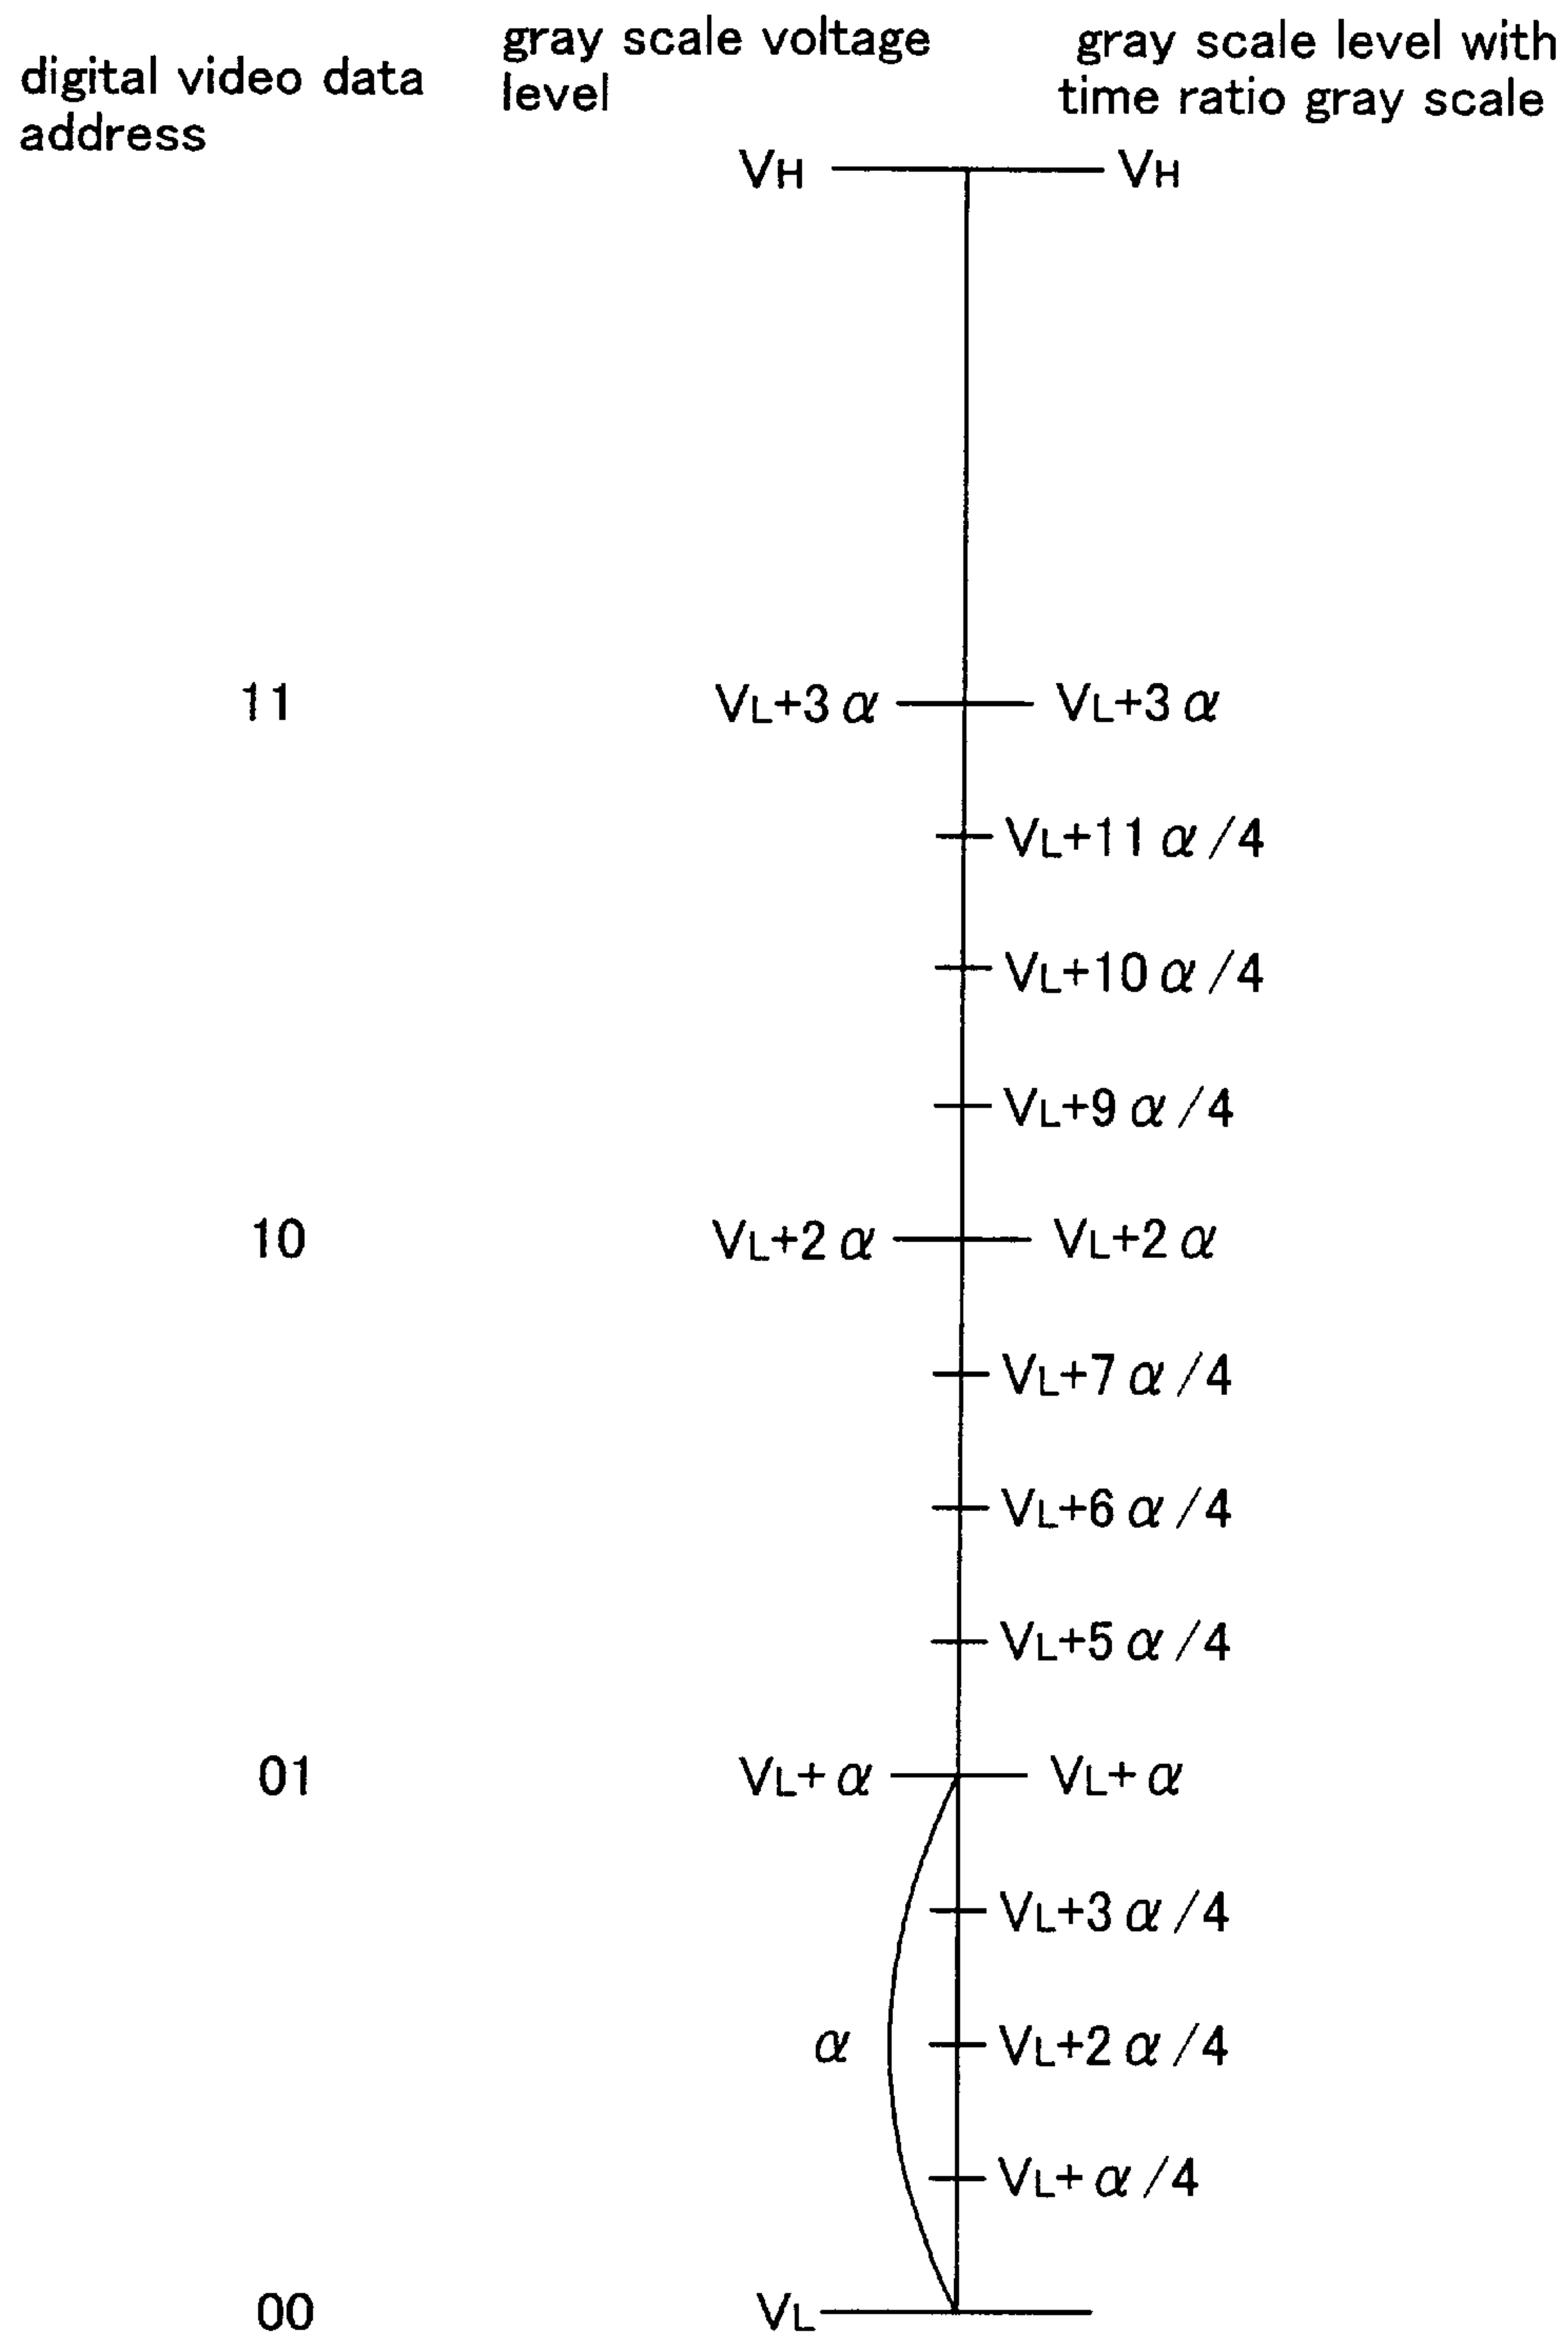 digital video data
address
gray scale voltage
level
gray scale level with
time ratio gray scale
VH VH
11 VL+3α VL+3α
VL+11α/4
VL+10α/4
VL+9α/4
10 VL+2α VL+2α
VL+7α/4
VL+6α/4
VL+5α/4
01 VL+α VL+α
VL+3α/4
α VL+2α/4
VL+α/4
00 VL